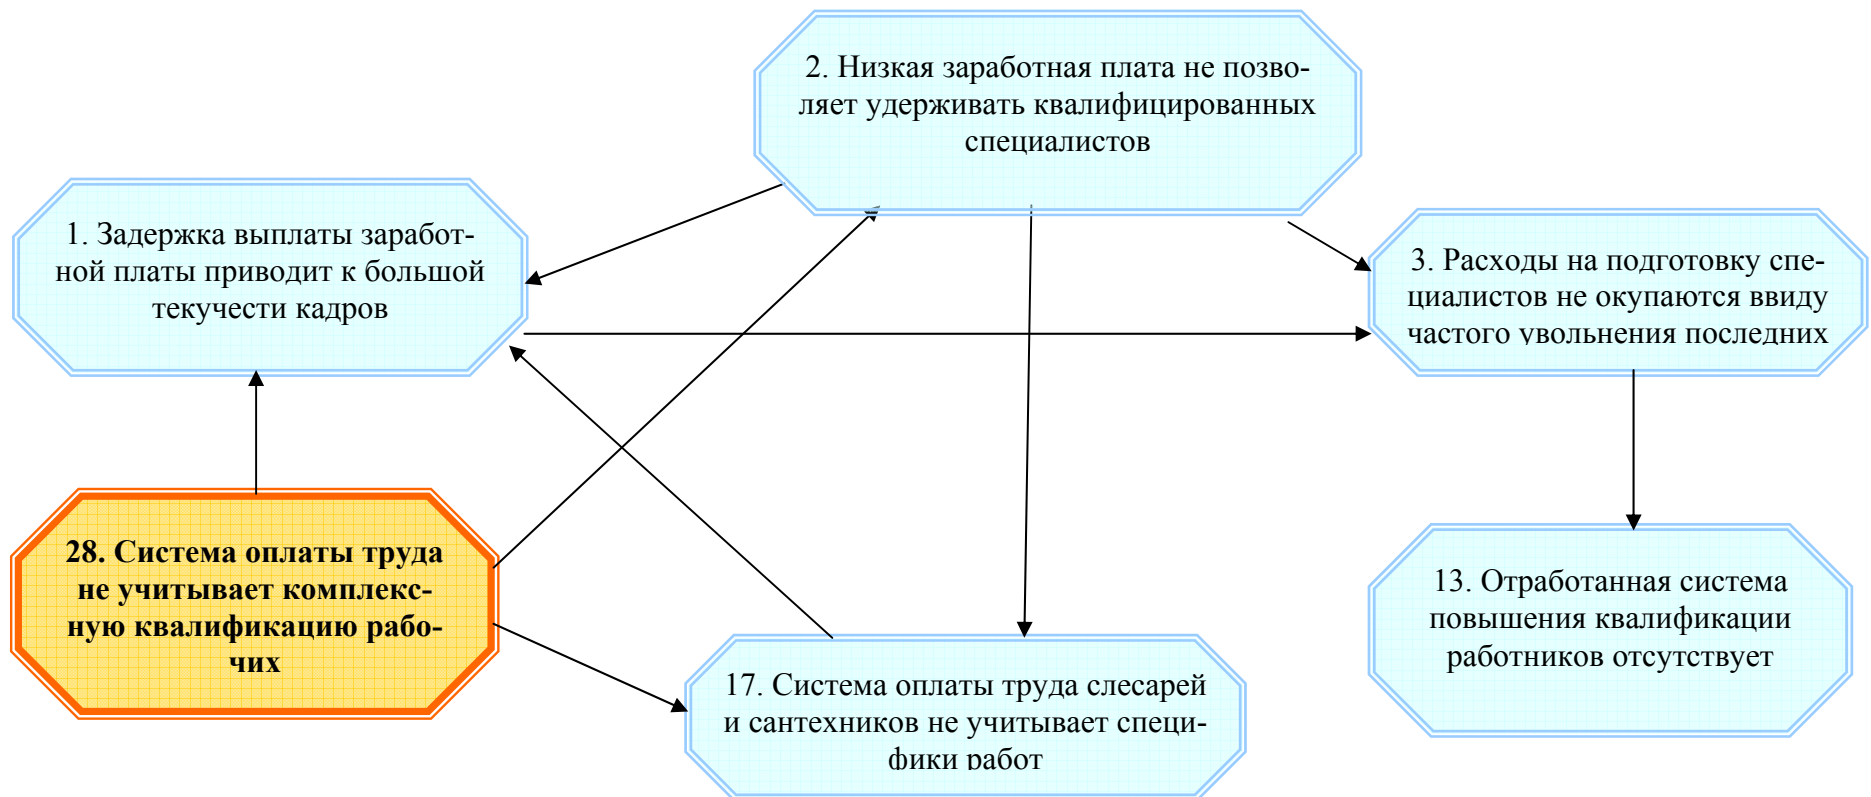 2. Низкая заработная плата не позво-
ляет удерживать квалифицированных
специалистов
1. Задержка выплаты заработ-
ной платы приводит к большой
текучести кадров
3. Расходы на подготовку спе-
циалистов не окупаются ввиду
частого увольнения последних
28. Система оплаты труда
не учитывает комплекс-
ную квалификацию рабо-
чих
13. Отработанная система
повышения квалификации
работников отсутствует
17. Система оплаты труда слесарей
и сантехников не учитывает специ-
фики работ